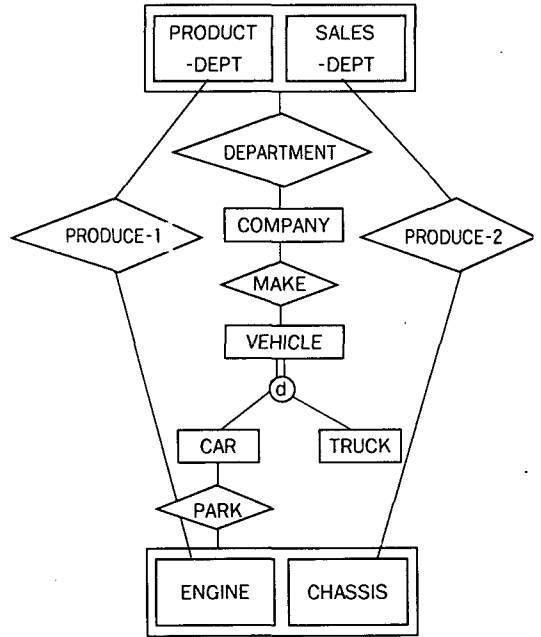 PRODUCT
-DEPT
SALES
-DEPT
DEPARTMENT
COMPANY
PRODUCE-1
PRODUCE-2
MAKE
VEHICLE
d
CAR
TRUCK
PARK
ENGINE
CHASSIS